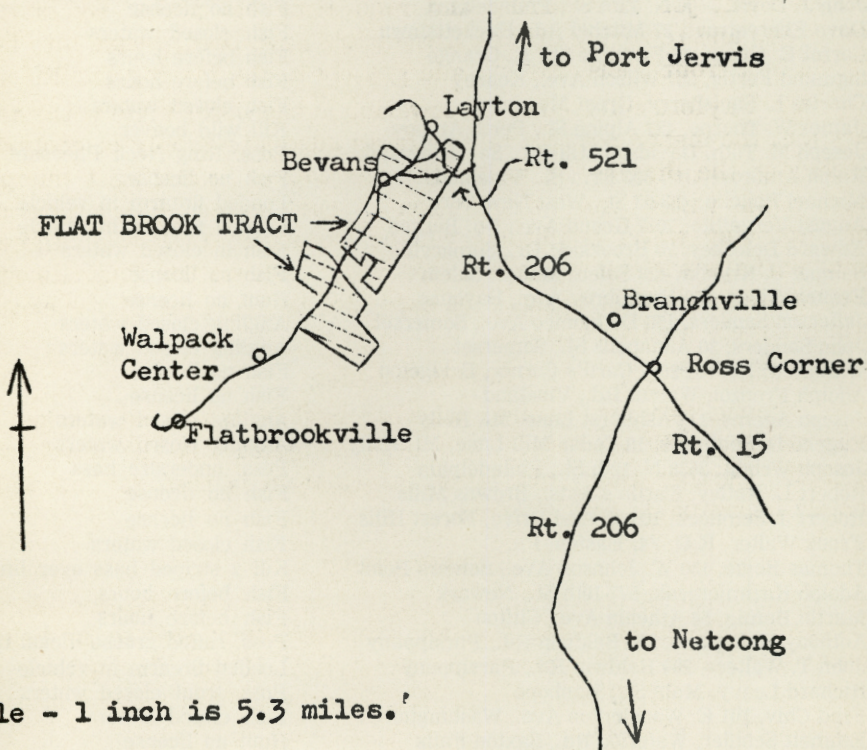 to Port Jervis
Layton
Bevans
Rt. 521
FLAT BROOK TRACT
Rt. 206
Branchville
Walpack
Center
Ross Corner
Flatbrookville
Rt. 15
Rt. 206
to Netcong
le - 1 inch is 5.3 miles.